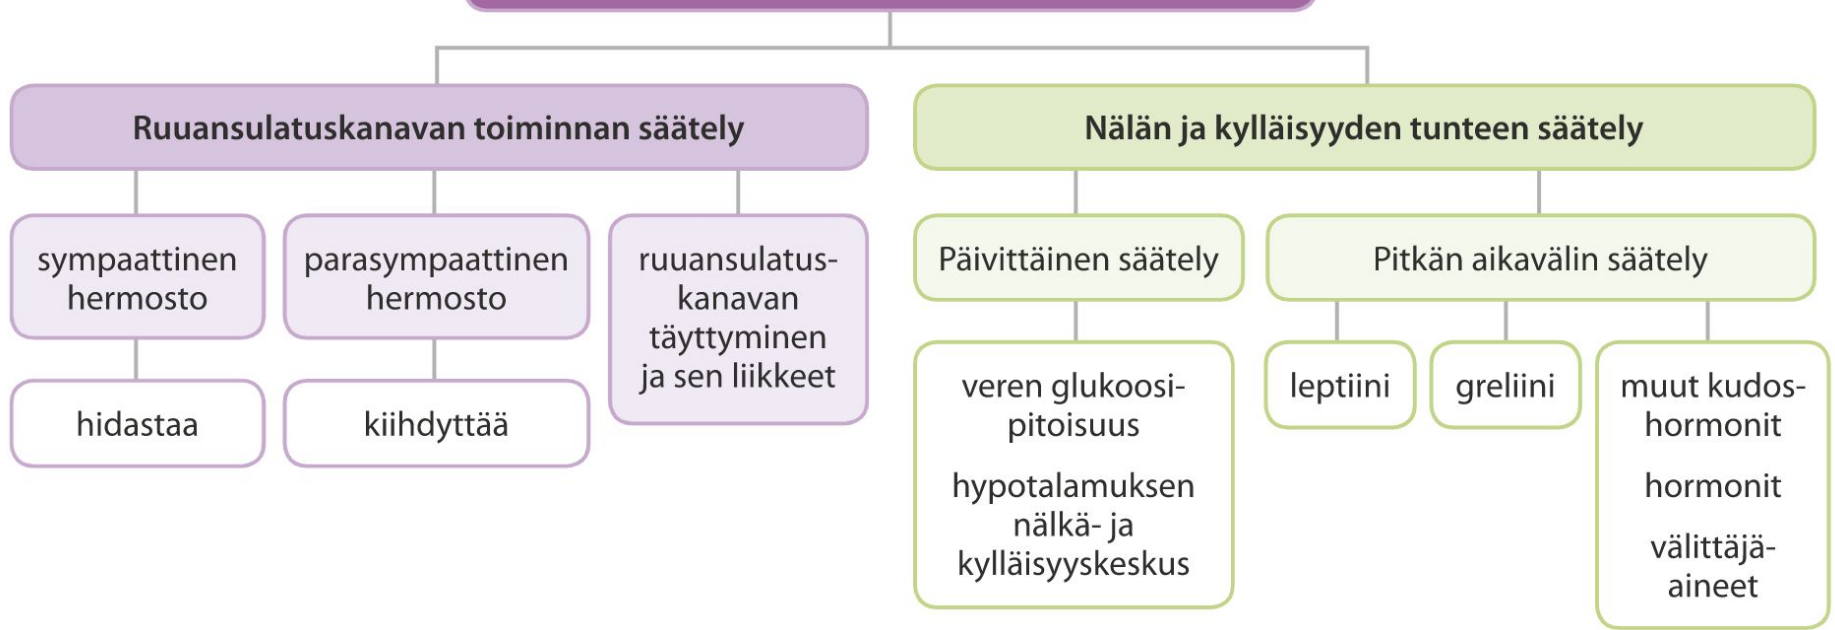 Ruuansulatuskanavan toiminnan säätely
Nälän ja kylläisyyden tunteen säätely
sympaattinen
hermosto
hidastaa
parasympaattinen
hermosto
kiihdyttää
ruuansulatus-
kanavan
täyttyminen
ja sen liikkeet
Päivittäinen säätely
veren glukoosi-
pitoisuus
hypotalamuksen
nälkä- ja
kylläisyyskeskus
Pitkän aikavälin säätely
leptiini
greliini
muut kudos-
hormonit
hormonit
välittäjä-
aineet